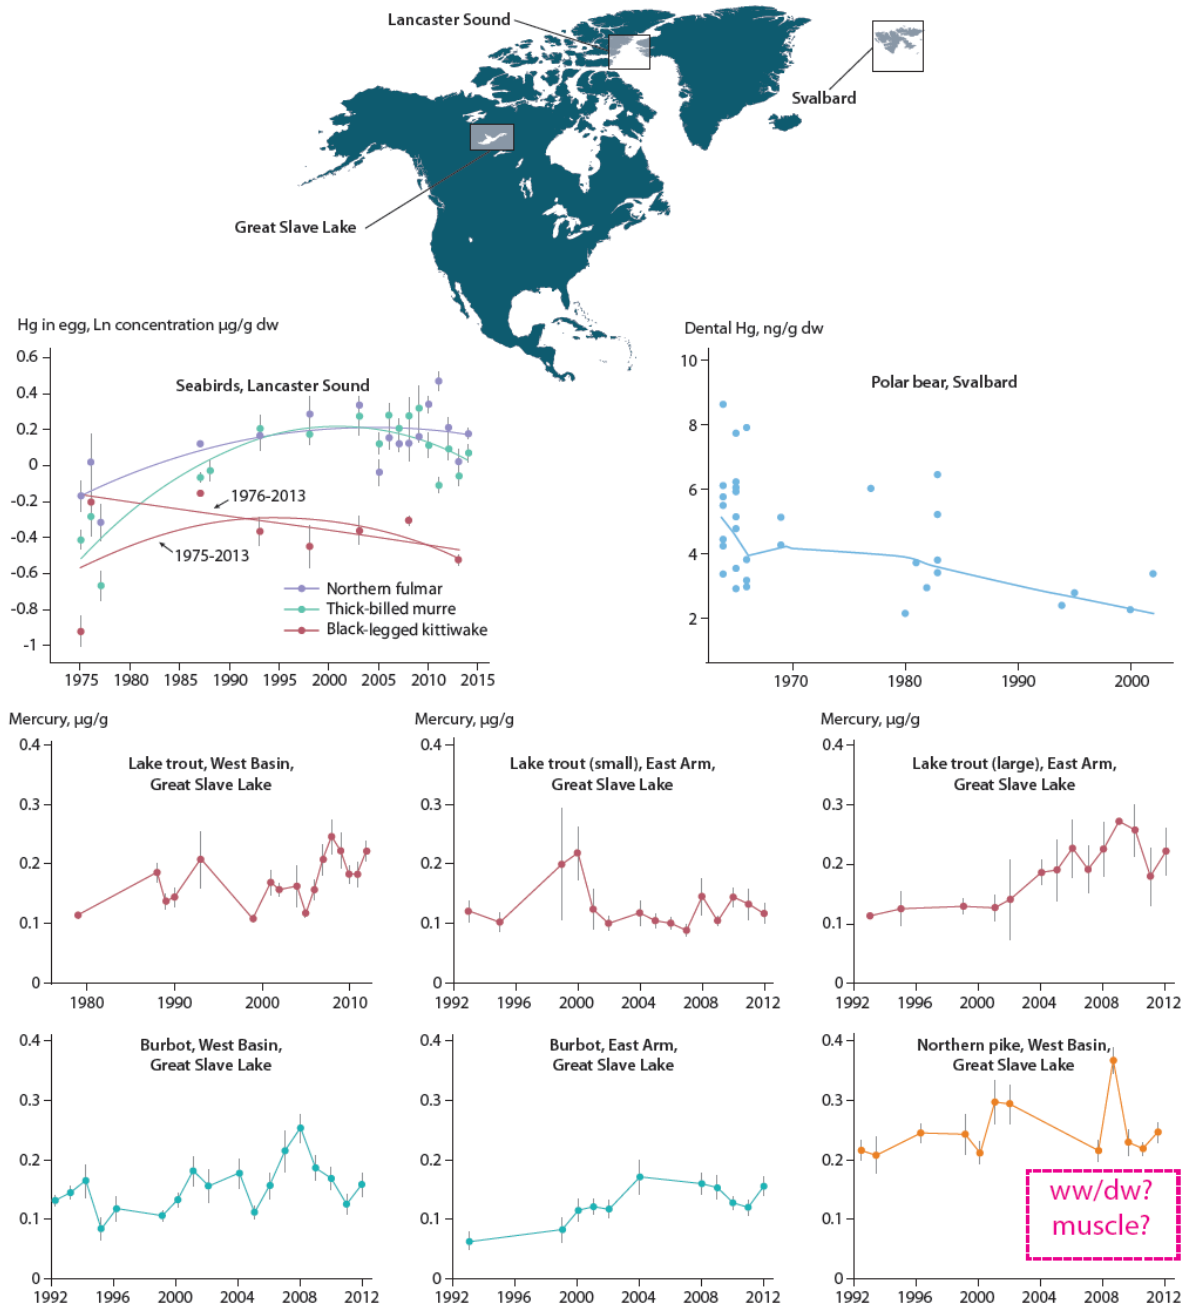 Lancaster Sound
Svalbard
Great Slave Lake
Hg in egg, Ln concentration µg/g dw
0.6
0.4
0.2
0
-0.2
-0.4
-0.6
-0.8
-1
Seabirds, Lancaster Sound
1976-2013
1975-2013
Northern fulmar
Thick-billed murre
Black-legged kittiwake
1975 1980 1985 1990 1995 2000 2005 2010 2015
Dental Hg, ng/g dw
10
8
6
4
2
Polar bear, Svalbard
1970 1980 1990 2000
Mercury, µg/g
0.4
0.3
0.2
0.1
0
Lake trout, West Basin,
Great Slave Lake
1980 1990 2000 2010
Mercury, µg/g
0.4
0.3
0.2
0.1
0
Lake trout (small), East Arm,
Great Slave Lake
1992 1996 2000 2004 2008 2012
Mercury, µg/g
0.4
0.3
0.2
0.1
0
Lake trout (large), East Arm,
Great Slave Lake
1992 1996 2000 2004 2008 2012
0.4
0.3
0.2
0.1
0
Burbot, West Basin,
Great Slave Lake
1992 1996 2000 2004 2008 2012
0.4
0.3
0.2
0.1
0
Burbot, East Arm,
Great Slave Lake
1992 1996 2000 2004 2008 2012
0.4
0.3
0.2
0.1
0
Northern pike, West Basin,
Great Slave Lake
ww/dw?
muscle?
1992 1996 2000 2004 2008 2012